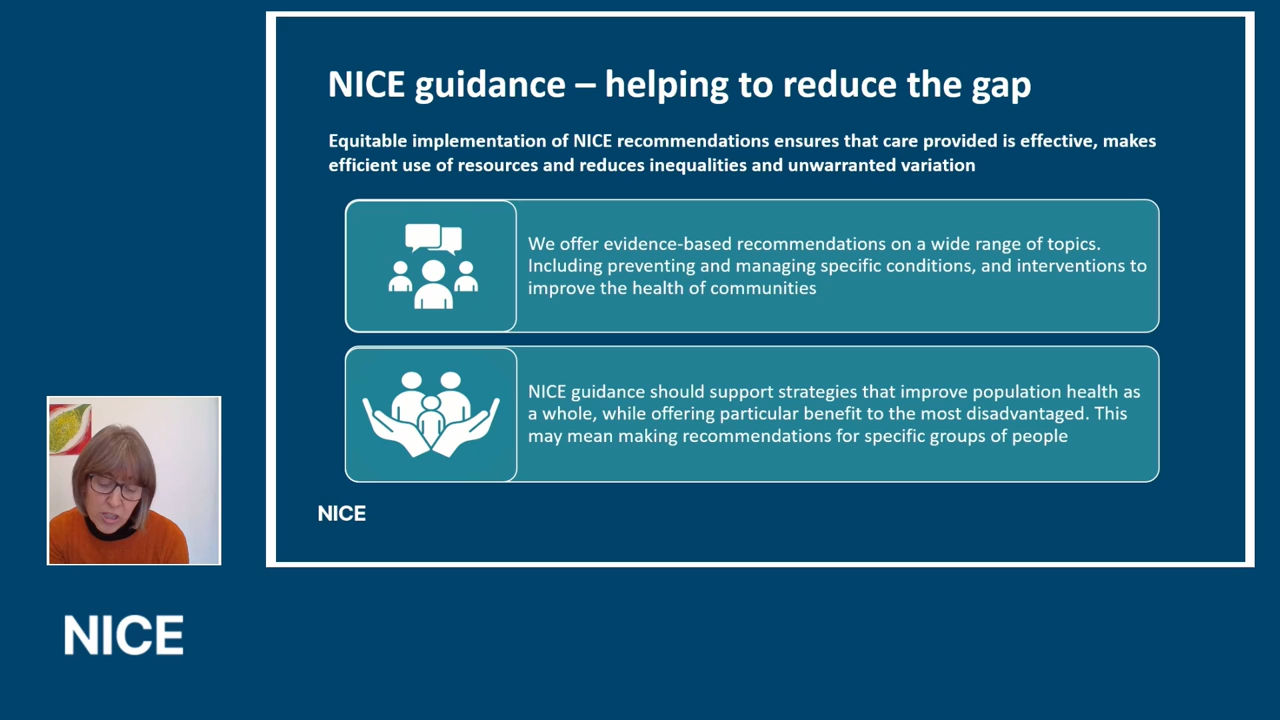 NICE guidance – helping to reduce the gap
Equitable implementation of NICE recommendations ensures that care provided is effective, makes
efficient use of resources and reduces inequalities and unwarranted variation
We offer evidence-based recommendations on a wide range of topics.
Including preventing and managing specific conditions, and interventions to
improve the health of communities
NICE guidance should support strategies that improve population health as
a whole, while offering particular benefit to the most disadvantaged. This
may mean making recommendations for specific groups of people
NICE
NICE